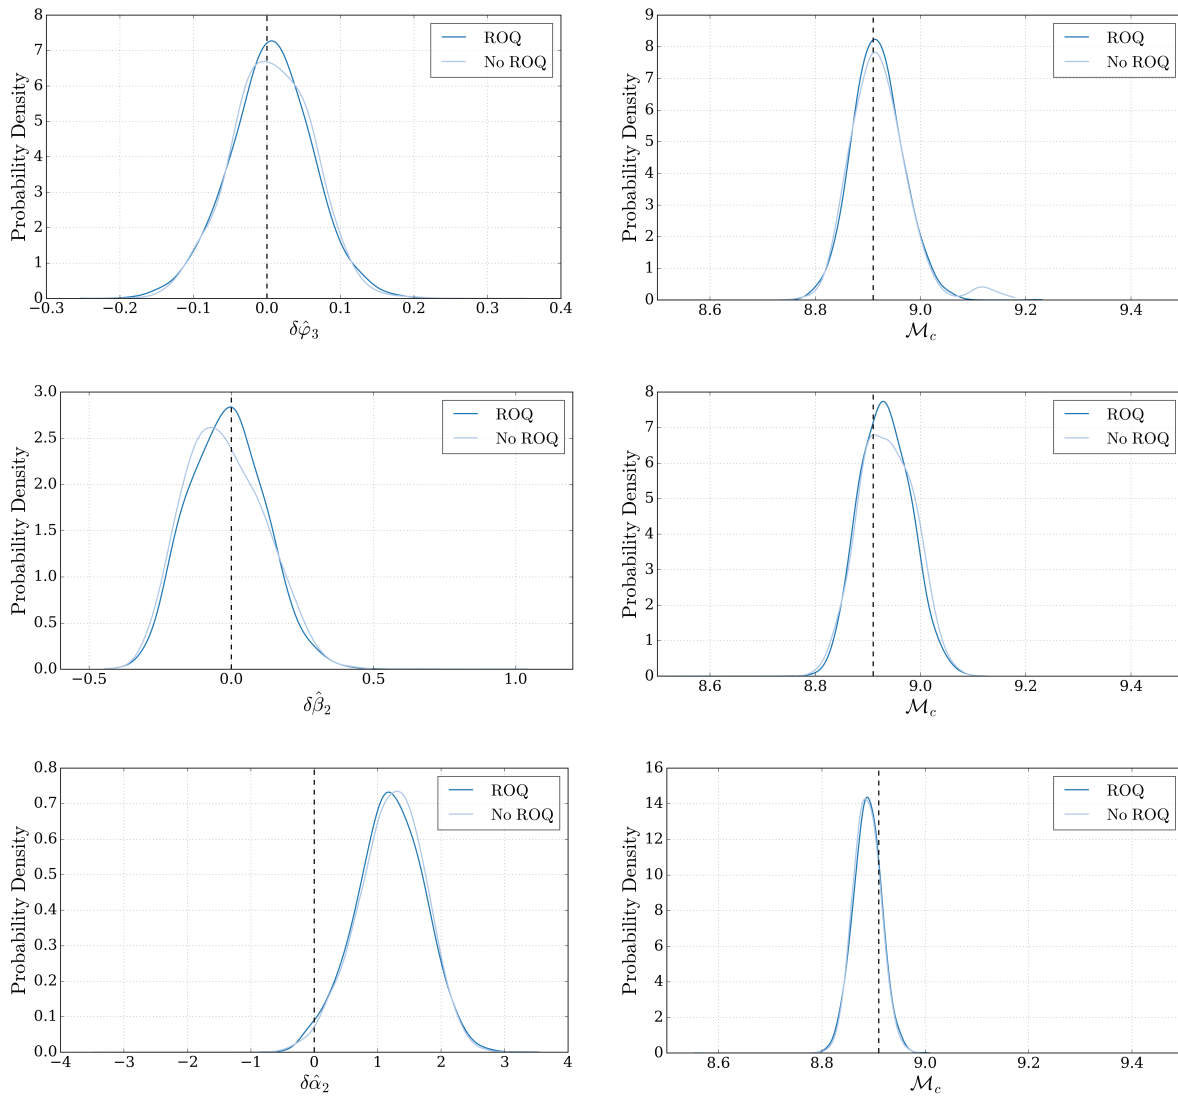 8
7
6
5
4
3
2
1
0
Probability Density
ROQ
No ROQ
−0.3 −0.2 −0.1 0.0 0.1 0.2 0.3 0.4
δφ̂₃
9
8
7
6
5
4
3
2
1
0
Probability Density
ROQ
No ROQ
8.6 8.8 9.0 9.2 9.4
ℳ_c
3.0
2.5
2.0
1.5
1.0
0.5
0.0
Probability Density
ROQ
No ROQ
−0.5 0.0 0.5 1.0
δβ̂₂
8
7
6
5
4
3
2
1
0
Probability Density
ROQ
No ROQ
8.6 8.8 9.0 9.2 9.4
ℳ_c
0.8
0.7
0.6
0.5
0.4
0.3
0.2
0.1
0.0
Probability Density
ROQ
No ROQ
−4 −3 −2 −1 0 1 2 3 4
δα̂₂
16
14
12
10
8
6
4
2
0
Probability Density
ROQ
No ROQ
8.6 8.8 9.0 9.2 9.4
ℳ_c